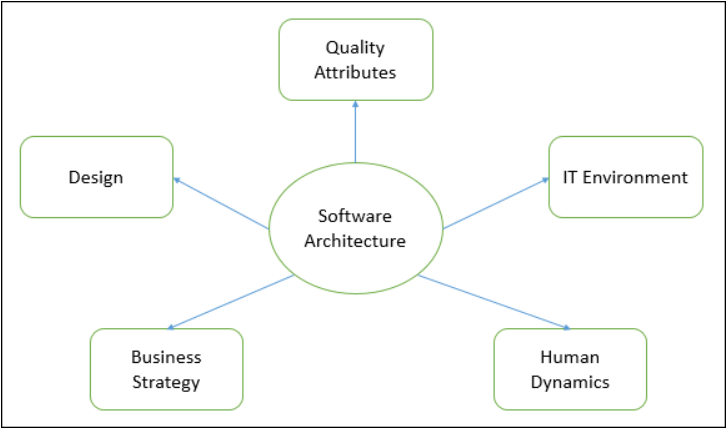 Quality
Attributes
Design
IT Environment
Software
Architecture
Business
Strategy
Human
Dynamics